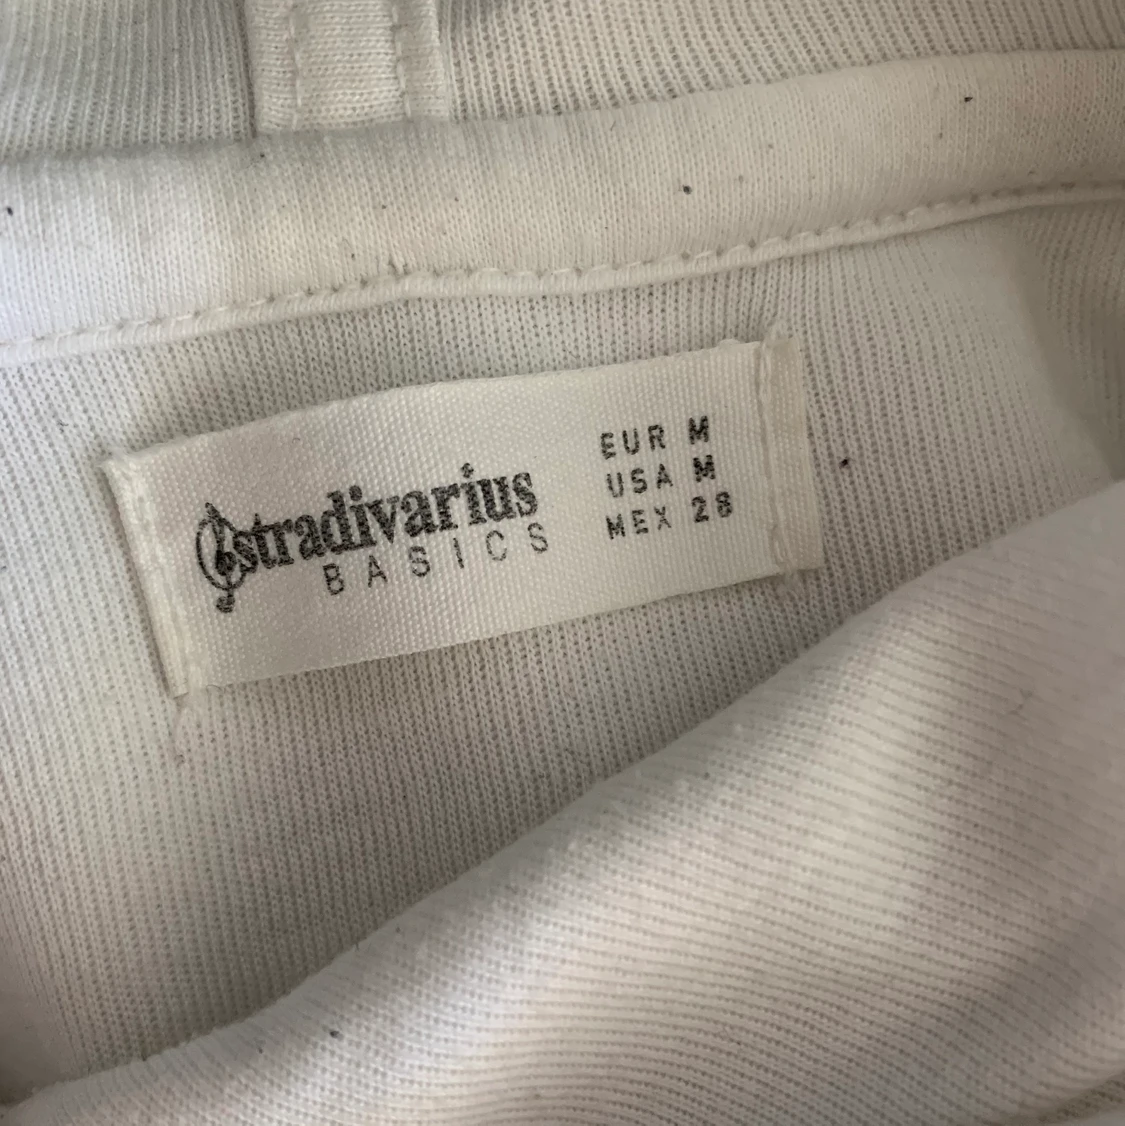 stradivarius
BASICS
EUR M
USA M
MEX 28